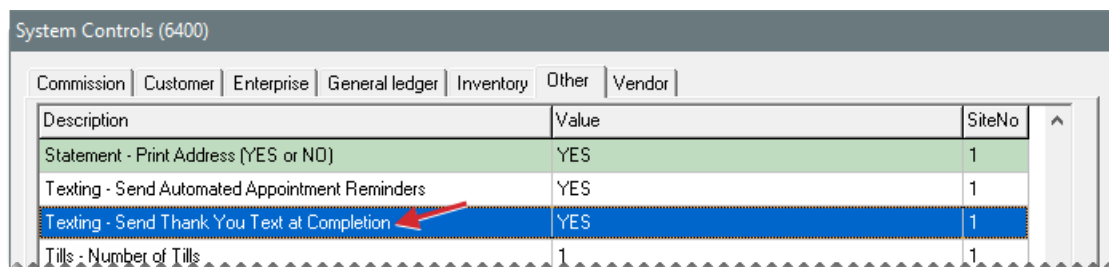 System Controls (6400)
Commission Customer Enterprise General ledger Inventory Other Vendor
Description Value SiteNo
Statement - Print Address (YES or NO) YES 1
Texting - Send Automated Appointment Reminders YES 1
Texting - Send Thank You Text at Completion YES 1
Tills - Number of Tills 1 1